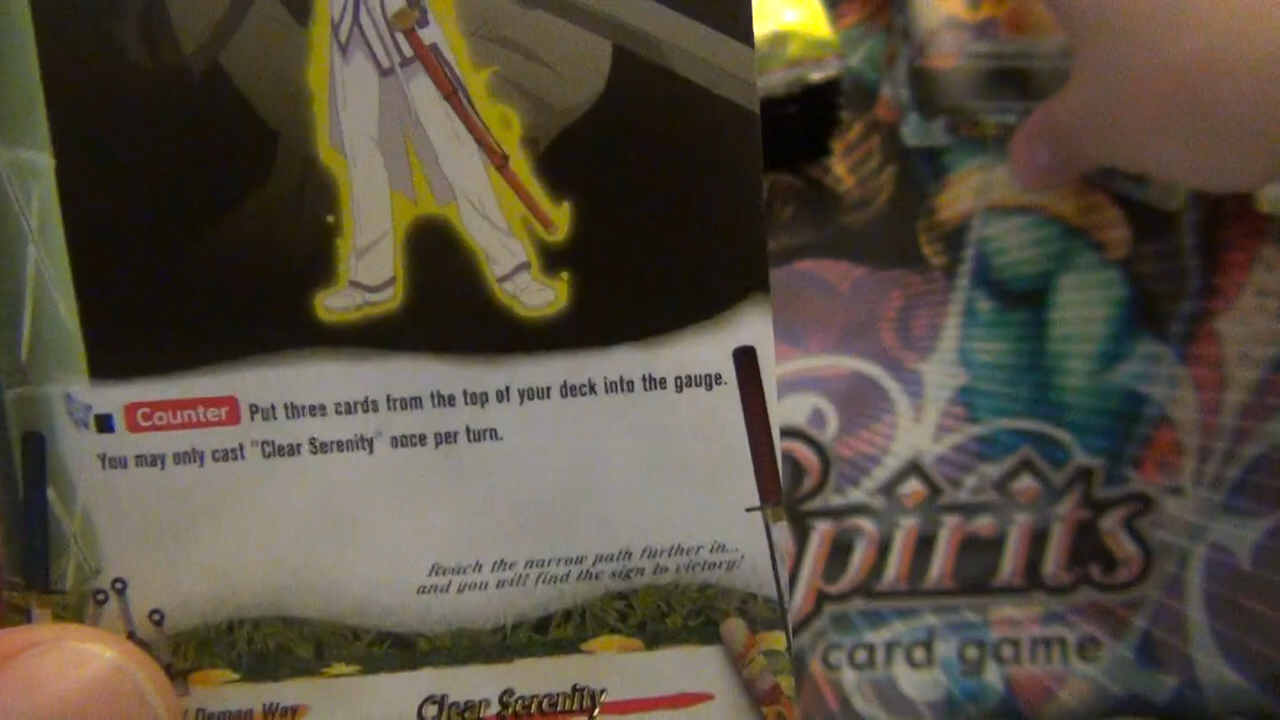 Counter Put three cards from the top of your deck into the gauge.
You may only cast "Clear Serenity" once per turn.
Reach the narrow path further in...
and you will find the sign to victory!
Demon Way
Clear Serenity
Spirits
card game